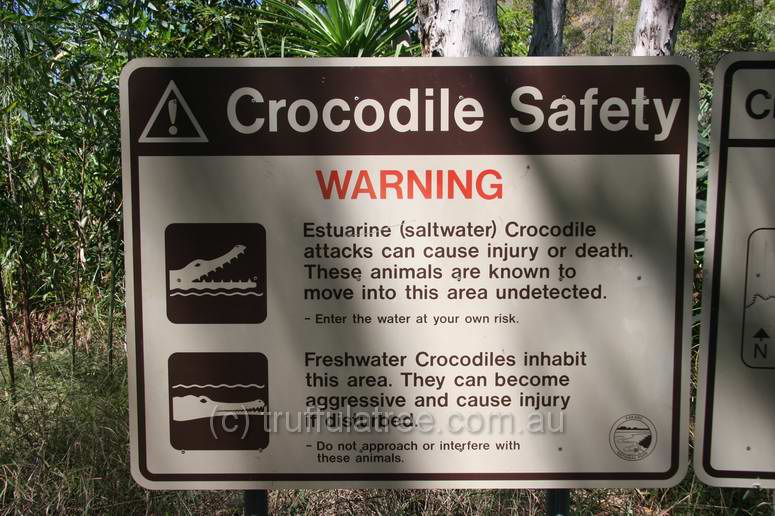 Crocodile Safety
WARNING
Estuarine (saltwater) Crocodile
attacks can cause injury or death.
These animals are known to
move into this area undetected.
- Enter the water at your own risk.
Freshwater Crocodiles inhabit
this area. They can become
aggressive and cause injury
if disturbed.
- Do not approach or interfere with
these animals.
(c) truffulatree.com.au
N